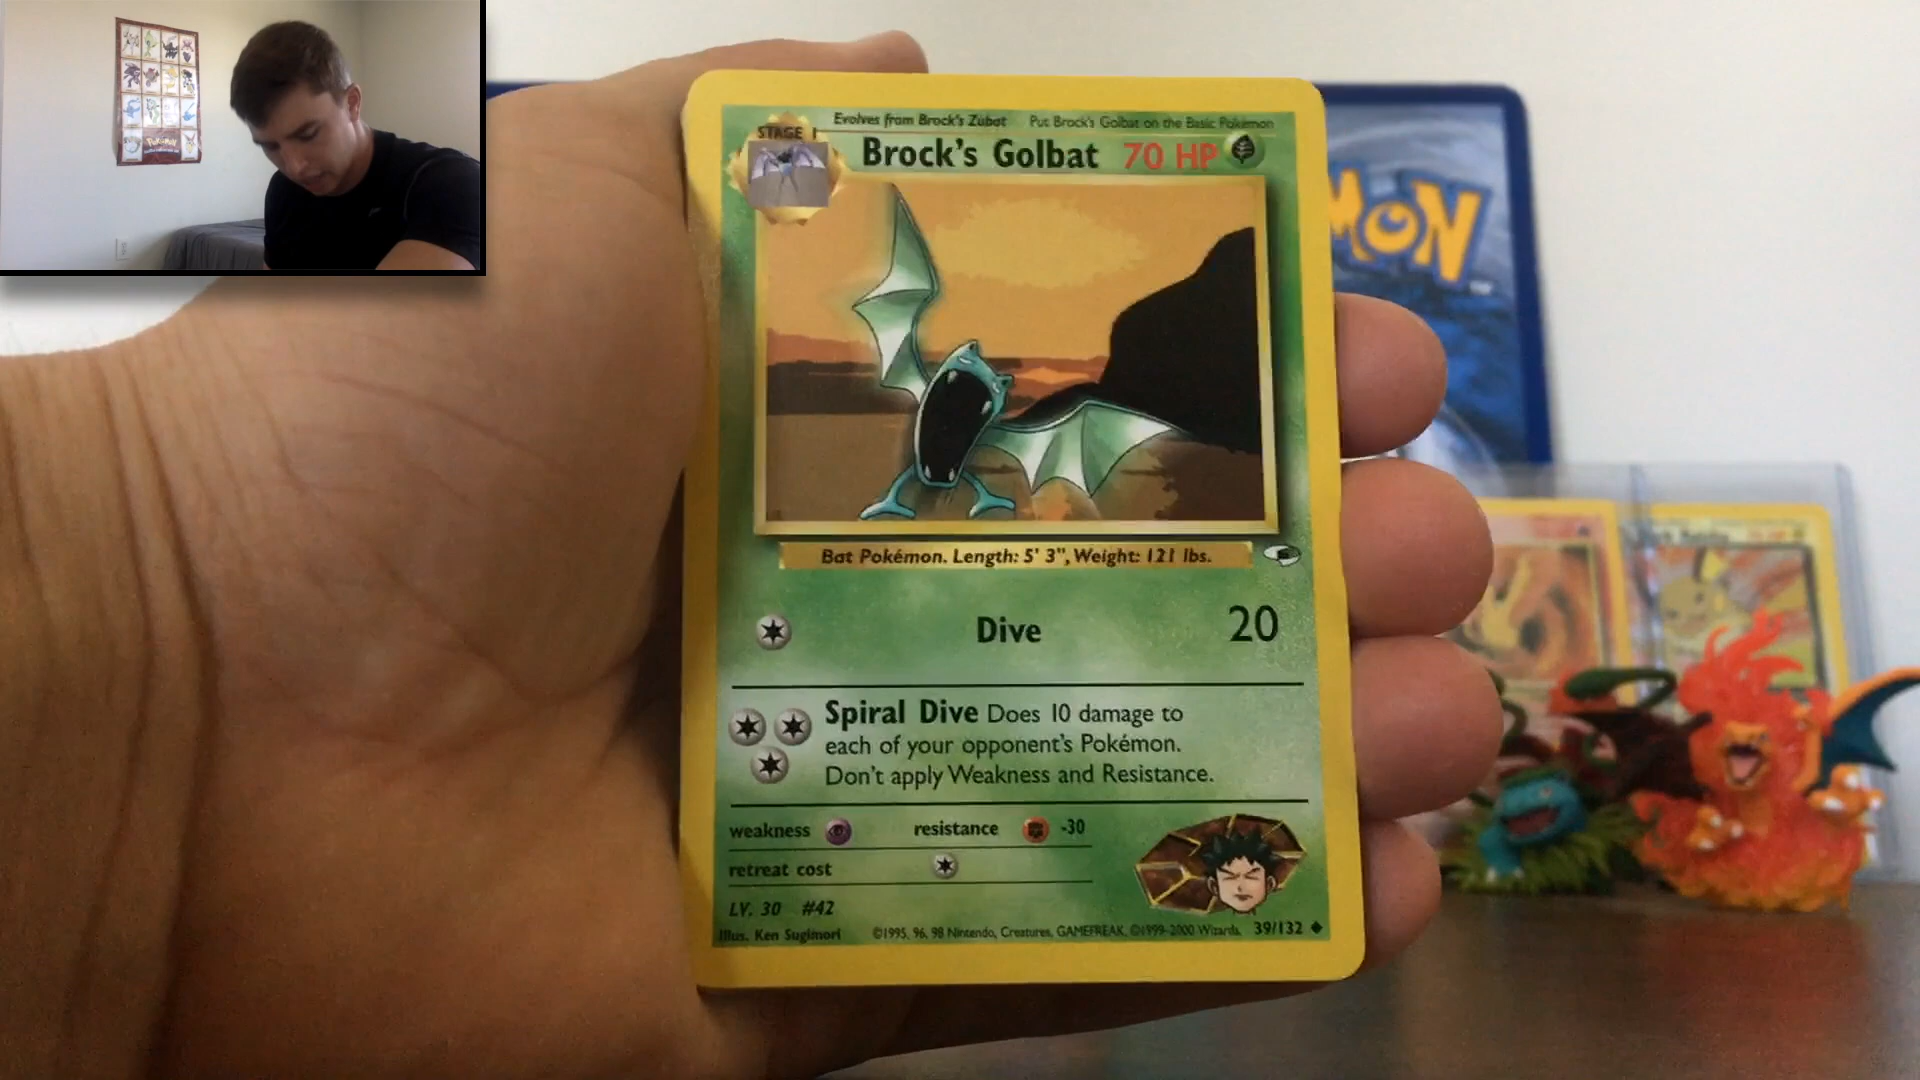 POKéMON
Evolves from Brock's Zubat Put Brock's Golbat on the Basic Pokémon
STAGE 1
Brock's Golbat 70 HP
MON
™
Bat Pokémon. Length: 5' 3", Weight: 121 lbs.
Dive 20
Spiral Dive Does 10 damage to
each of your opponent's Pokémon.
Don't apply Weakness and Resistance.
weakness resistance -30
retreat cost
LV. 30 #42
Illus. Ken Sugimori ©1995, 96, 98 Nintendo, Creatures, GAMEFREAK. ©1999-2000 Wizards. 39/132